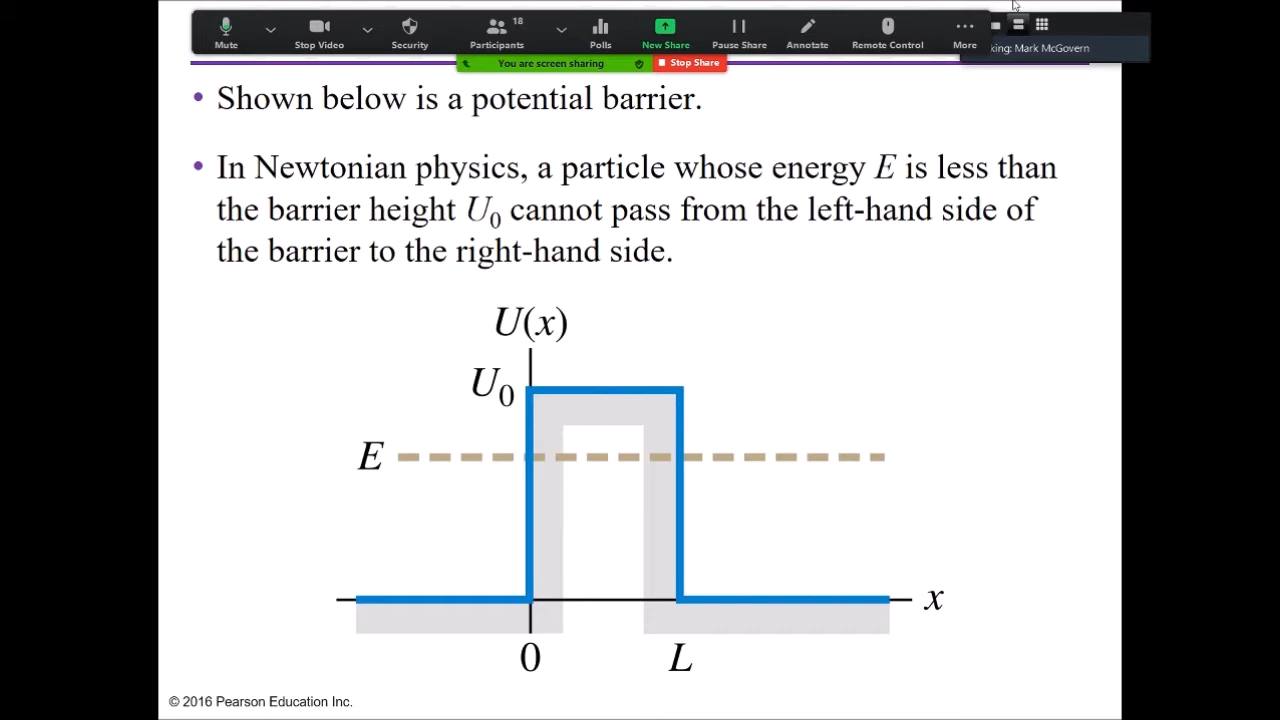 Mute
Stop Video
Security
Participants
18
Polls
New Share
Pause Share
Annotate
Remote Control
More
king: Mark McGovern
You are screen sharing
Stop Share
• Shown below is a potential barrier.
• In Newtonian physics, a particle whose energy E is less than
the barrier height U₀ cannot pass from the left-hand side of
the barrier to the right-hand side.
U(x)
U₀
E
x
0
L
© 2016 Pearson Education Inc.